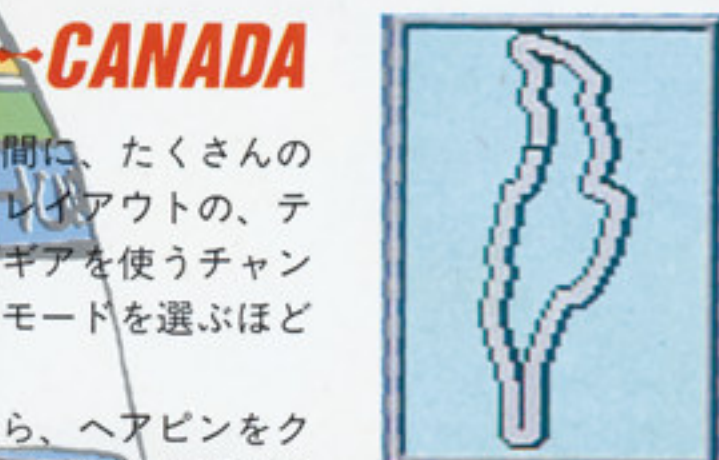 CANADA
間に、たくさんの
レイアウトの、テ
ギアを使うチャン
モードを選ぶほど
ら、ヘアピンをク